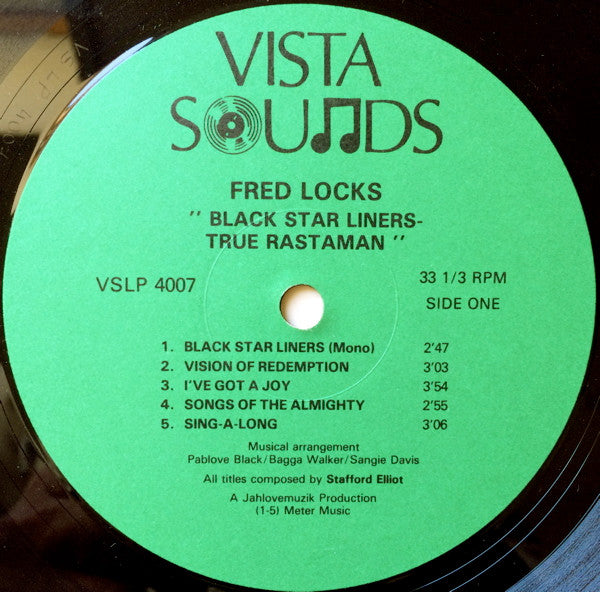 VISTA
SOUNDS
FRED LOCKS
" BLACK STAR LINERS-
TRUE RASTAMAN "
VSLP 4007
33 1/3 RPM
SIDE ONE
1. BLACK STAR LINERS (Mono) 2'47
2. VISION OF REDEMPTION 3'03
3. I'VE GOT A JOY 3'54
4. SONGS OF THE ALMIGHTY 2'55
5. SING-A-LONG 3'06
Musical arrangement
Pablove Black/Bagga Walker/Sangie Davis
All titles composed by Stafford Elliot
A Jahlovemuzik Production
(1-5) Meter Music